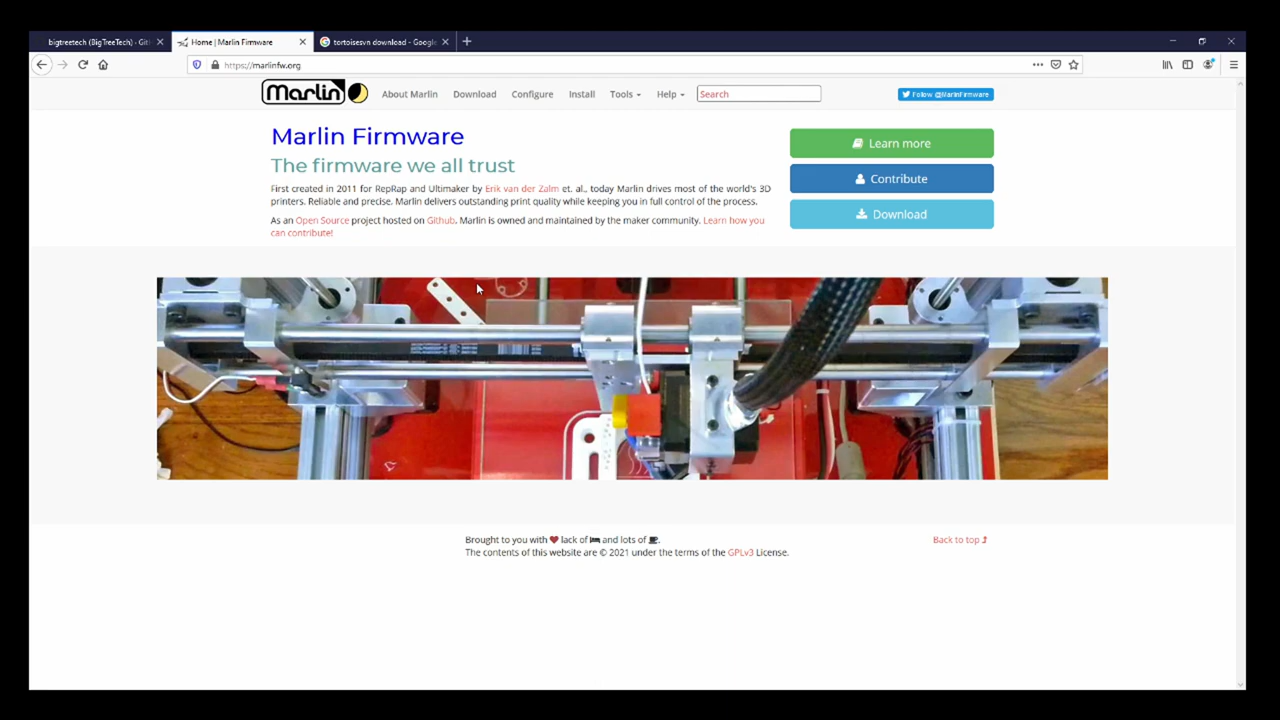 bigtreetech (BigTreeTech) · Git
Home | Marlin Firmware
tortoisesvn download - Google
https://marlinfw.org
Marlin
About Marlin
Download
Configure
Install
Tools
Help
Search
Follow @MarlinFirmware
Marlin Firmware
The firmware we all trust
First created in 2011 for RepRap and Ultimaker by Erik van der Zalm et. al., today Marlin drives most of the world's 3D
printers. Reliable and precise. Marlin delivers outstanding print quality while keeping you in full control of the process.
As an Open Source project hosted on Github. Marlin is owned and maintained by the maker community. Learn how you
can contribute!
Learn more
Contribute
Download
Brought to you with ❤ lack of and lots of .
The contents of this website are © 2021 under the terms of the GPLv3 License.
Back to top